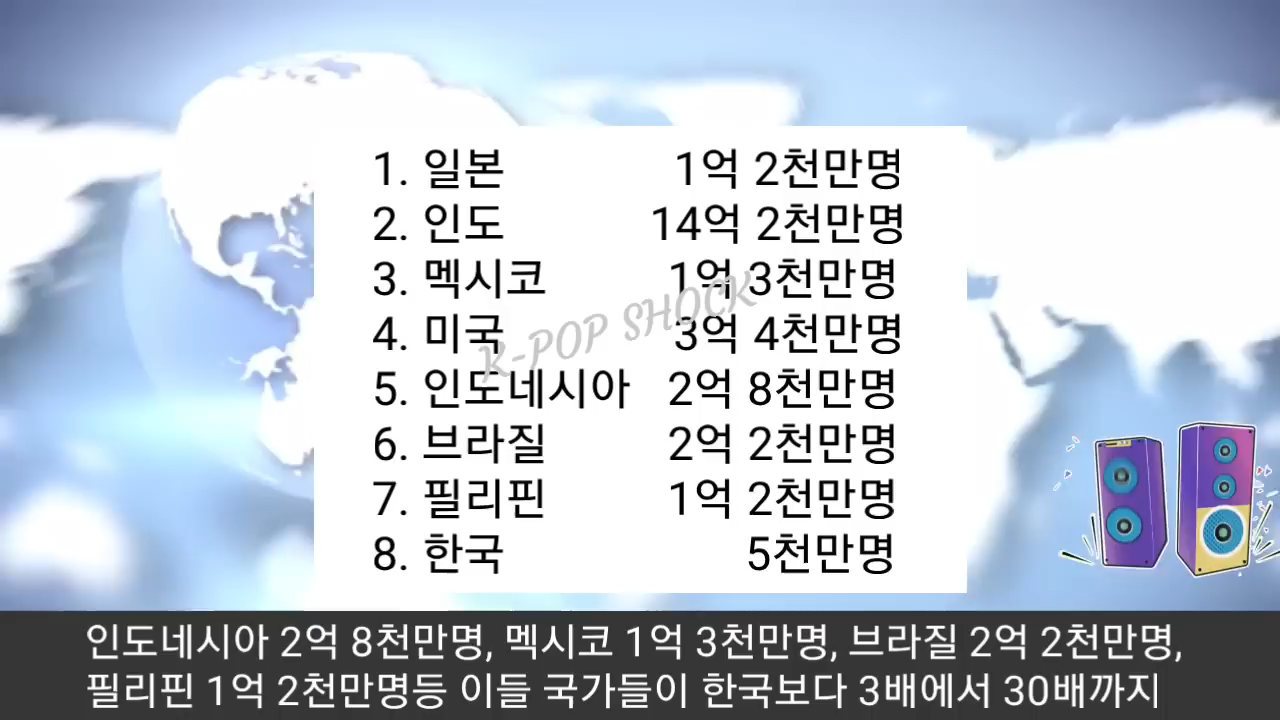 1. 일본 1억 2천만명
2. 인도 14억 2천만명
3. 멕시코 1억 3천만명
4. 미국 3억 4천만명
5. 인도네시아 2억 8천만명
6. 브라질 2억 2천만명
7. 필리핀 1억 2천만명
8. 한국 5천만명
K-POP SHOCK
인도네시아 2억 8천만명, 멕시코 1억 3천만명, 브라질 2억 2천만명,
필리핀 1억 2천만명등 이들 국가들이 한국보다 3배에서 30배까지